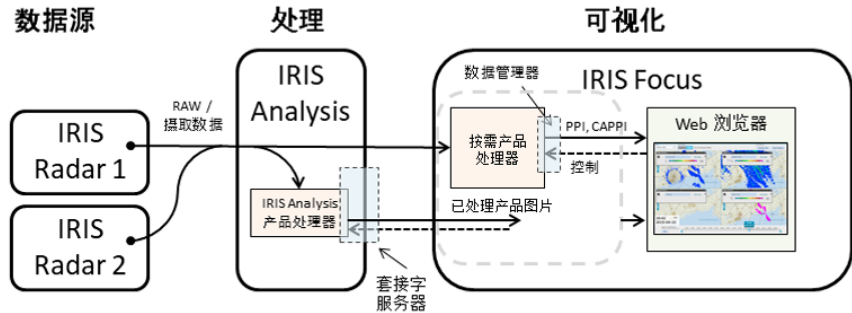 数据源
处理
可视化
IRIS
Radar 1
IRIS
Radar 2
RAW /
摄取数据
IRIS
Analysis
IRIS Analysis
产品处理器
套接字
服务器
IRIS Focus
数据管理器
按需产品
处理器
PPI, CAPPI
控制
已处理产品图片
Web 浏览器